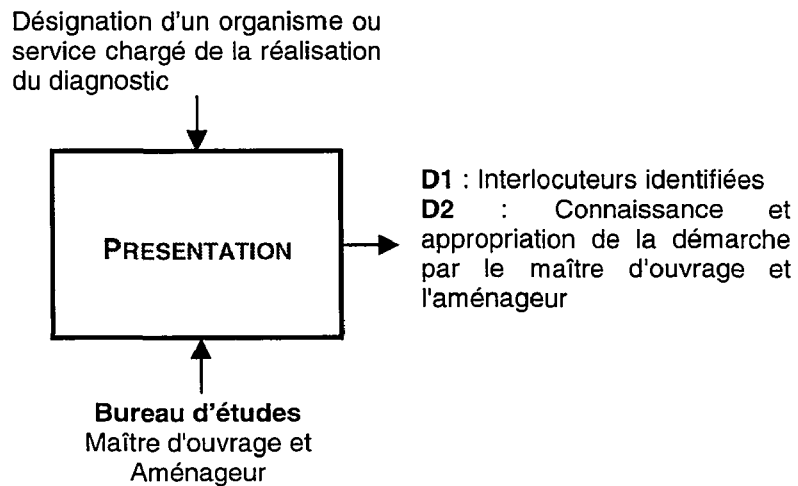 Désignation d'un organisme ou
service chargé de la réalisation
du diagnostic
PRESENTATION
D1 : Interlocuteurs identifiées
D2 : Connaissance et
appropriation de la démarche
par le maître d'ouvrage et
l'aménageur
Bureau d'études
Maître d'ouvrage et
Aménageur